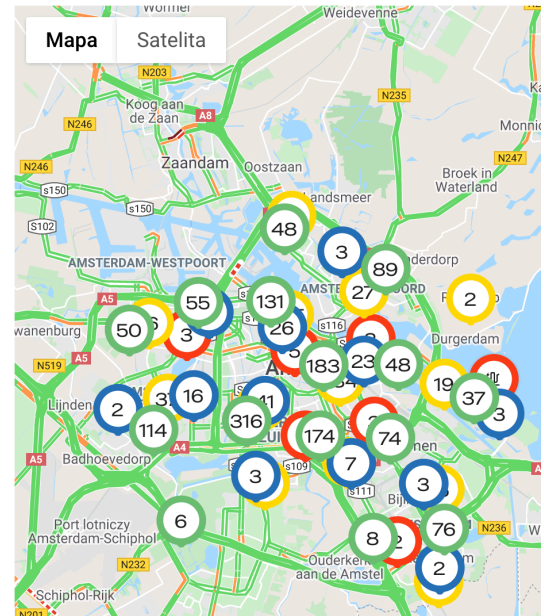 Wormer
Weidevenne
Mapa
Satelita
N203
N235
Koog aan
de Zaan
A8
N246
Monnic
Zaandam
N247
Oostzaan
N246
Broek in
Waterland
s150
s150
Landsmeer
S102
48
3
AMSTERDAM-WESTPOORT
89
27
2
A5
55
131
50
26
3
s116
wanenburg
A5
Durgerdam
N519
183
23
48
19
37
16
41
3
Lijnden
2
316
114
174
74
A4
Badhoevedorp
s109
A5
3
7
s111
3
A
6
Port lotniczy
Amsterdam-Schiphol
76
N236
8
2
N232
Ouderkerk
aan de Amstel
2
Schiphol-Rijk
N201